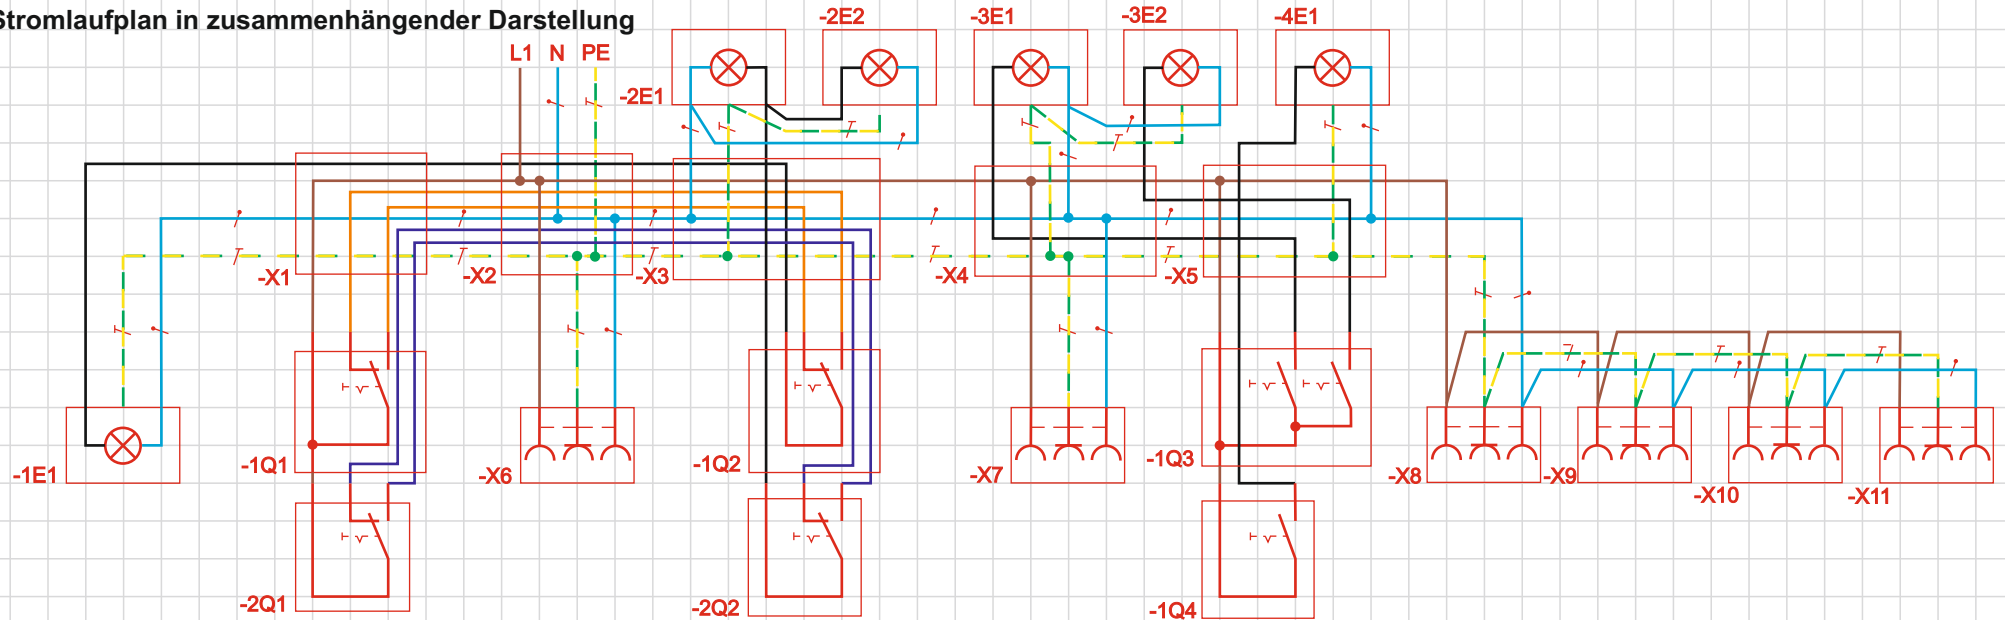 Stromlaufplan in zusammenhängender Darstellung
-2E2
-3E1
-3E2
-4E1
L1 N PE
-2E1
-X1
-X2
-X3
-X4
-X5
-1E1
-1Q1
-X6
-1Q2
-X7
-1Q3
-X8
-X9
-X10
-X11
-2Q1
-2Q2
-1Q4